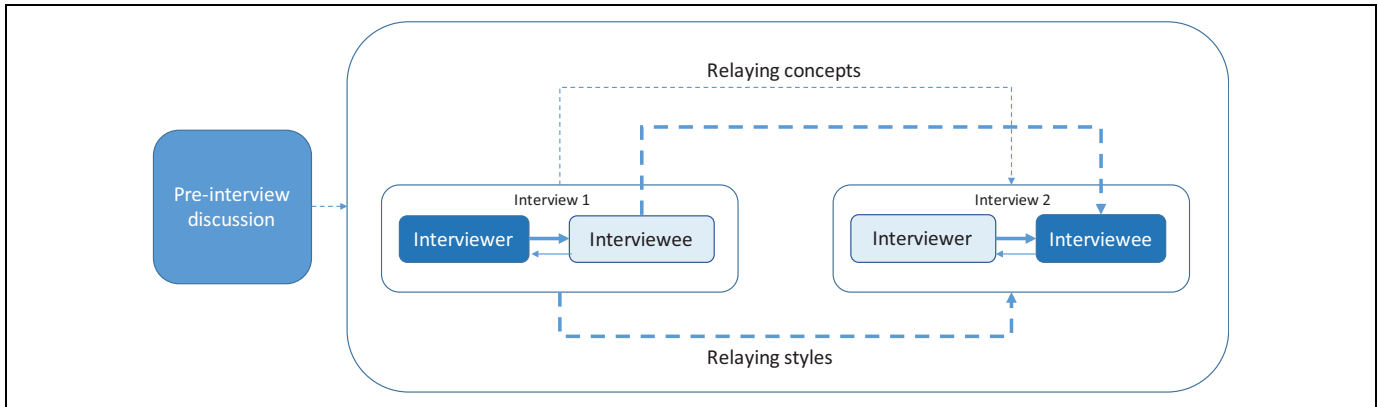 Relaying concepts
Pre-interview
discussion
Interview 1
Interviewer
Interviewee
Interview 2
Interviewer
Interviewee
Relaying styles